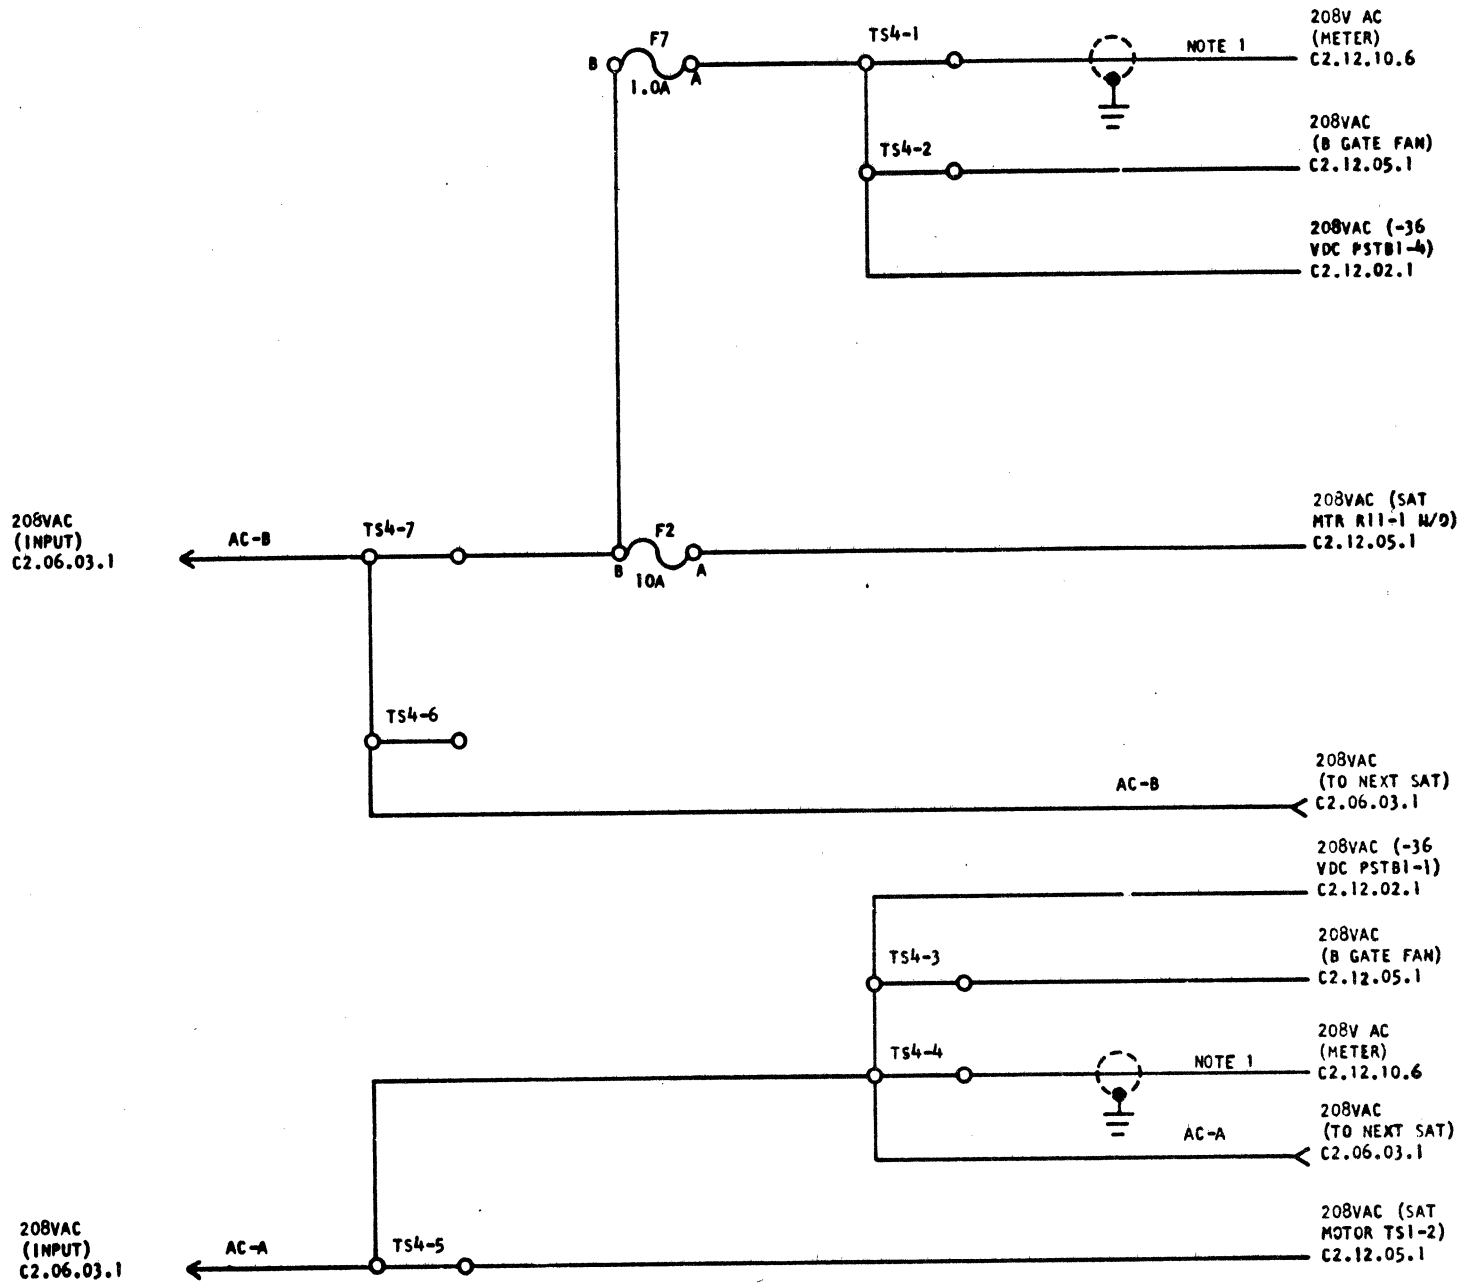 208V AC
(METER)
C2.12.10.6
F7
B
A
1.0A
TS4-1
NOTE 1
208VAC
(B GATE FAN)
C2.12.05.1
TS4-2
208VAC (-36
VDC PSTB1-4)
C2.12.02.1
208VAC
(INPUT)
C2.06.03.1
AC-B
TS4-7
F2
B
A
10A
208VAC (SAT
MTR R11-1 N/O)
C2.12.05.1
TS4-6
AC-B
208VAC
(TO NEXT SAT)
C2.06.03.1
208VAC (-36
VDC PSTB1-1)
C2.12.02.1
TS4-3
208VAC
(B GATE FAN)
C2.12.05.1
TS4-4
NOTE 1
208V AC
(METER)
C2.12.10.6
AC-A
208VAC
(TO NEXT SAT)
C2.06.03.1
208VAC
(INPUT)
C2.06.03.1
AC-A
TS4-5
208VAC (SAT
MOTOR TS1-2)
C2.12.05.1